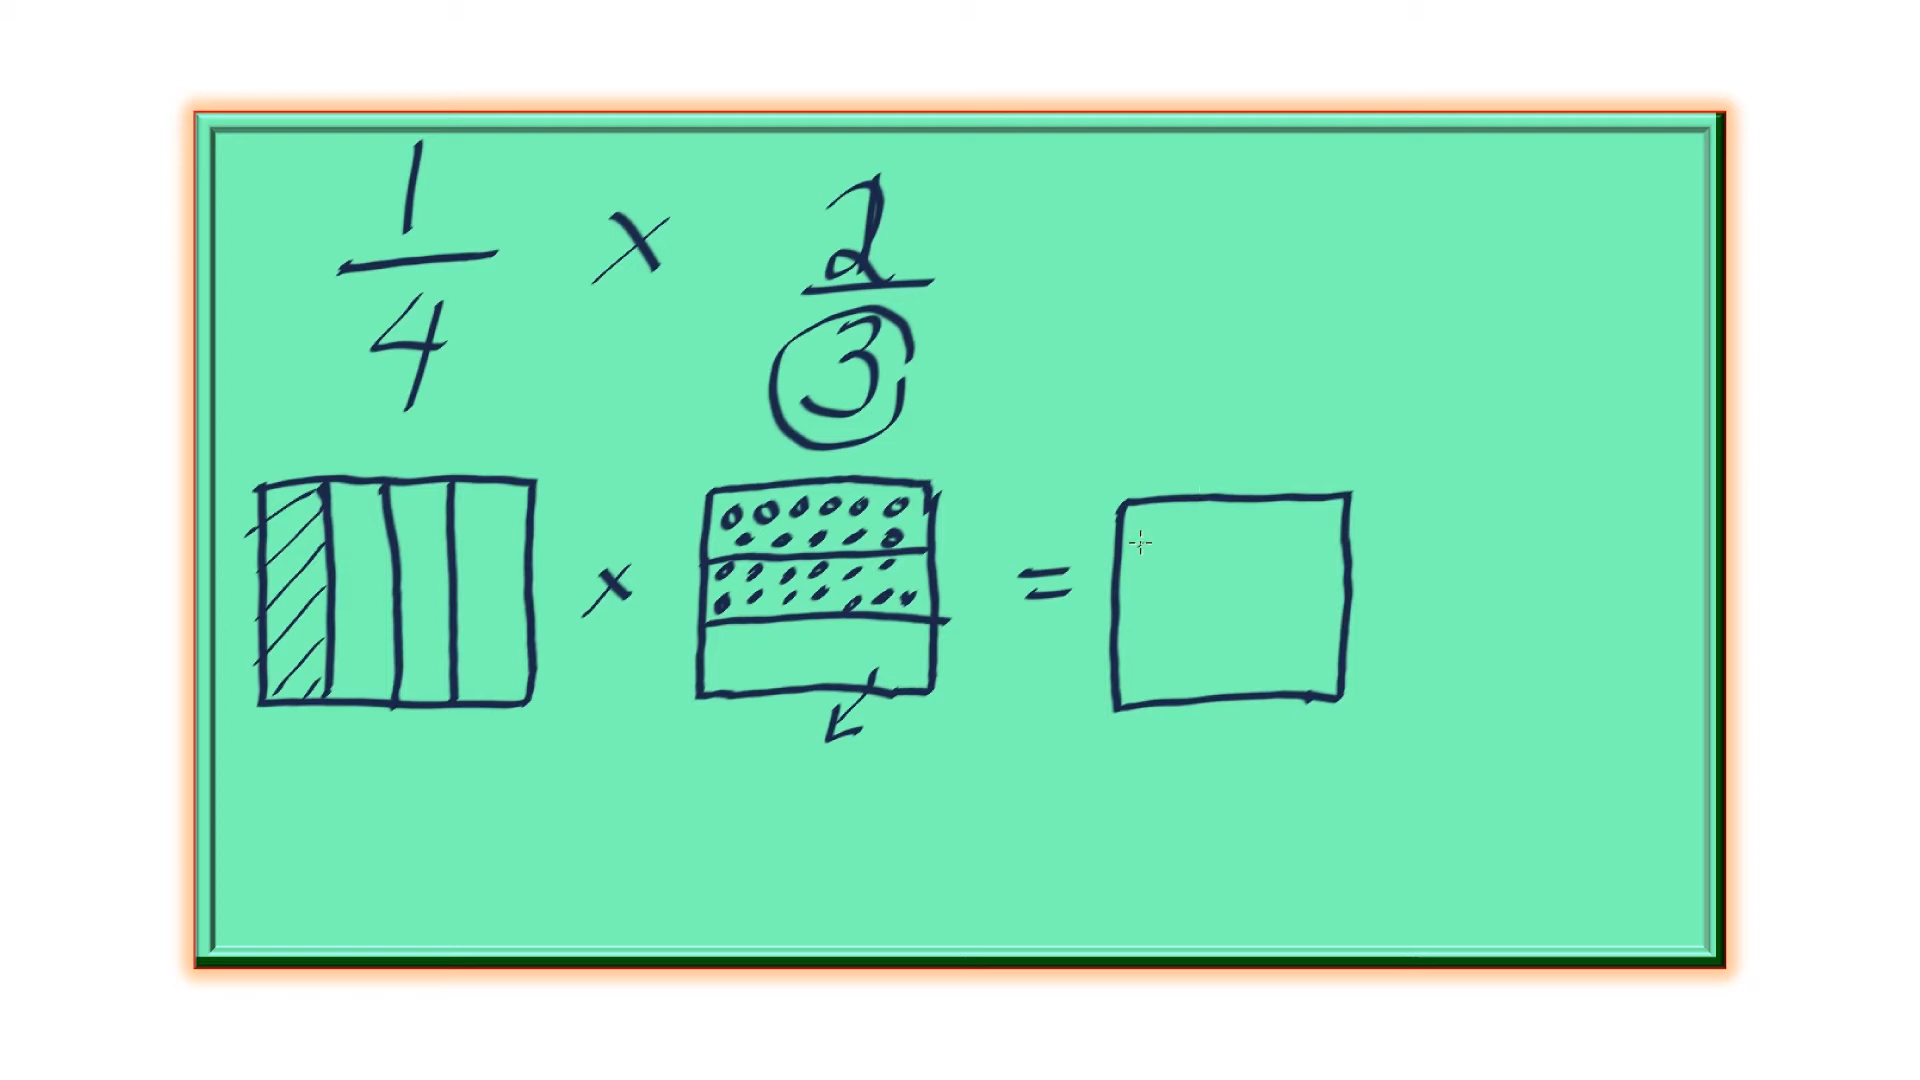 1/4 × 2/3
× =